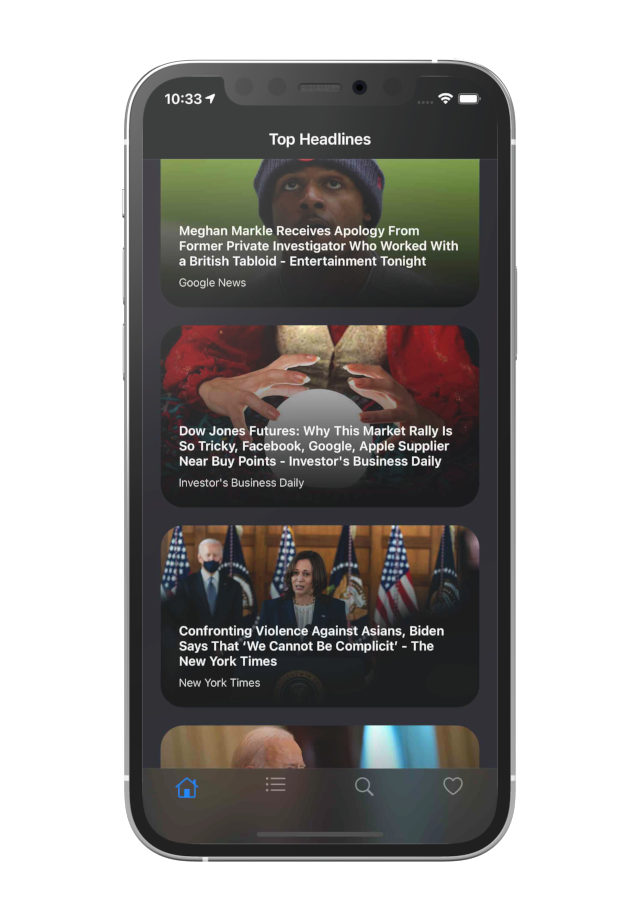 10:33
Top Headlines
Meghan Markle Receives Apology From
Former Private Investigator Who Worked With
a British Tabloid - Entertainment Tonight
Google News
Dow Jones Futures: Why This Market Rally Is
So Tricky, Facebook, Google, Apple Supplier
Near Buy Points - Investor's Business Daily
Investor's Business Daily
Confronting Violence Against Asians, Biden
Says That ‘We Cannot Be Complicit’ - The
New York Times
New York Times